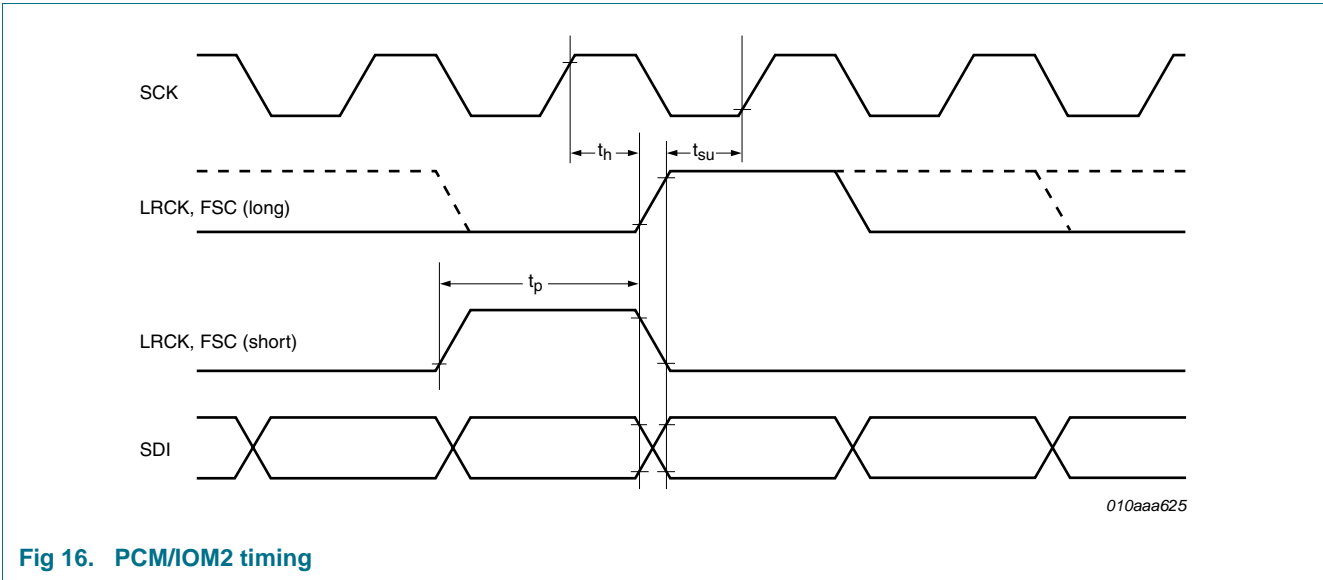 SCK
th
tsu
LRCK, FSC (long)
tp
LRCK, FSC (short)
SDI
010aaa625
Fig 16. PCM/IOM2 timing